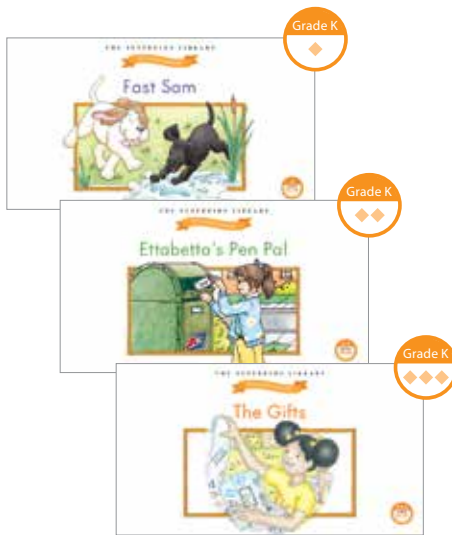 Grade K
THE SUPERKIDS LIBRARY
Fast Sam
Grade K
THE SUPERKIDS LIBRARY
Ettabetta's Pen Pal
Grade K
THE SUPERKIDS LIBRARY
The Gifts